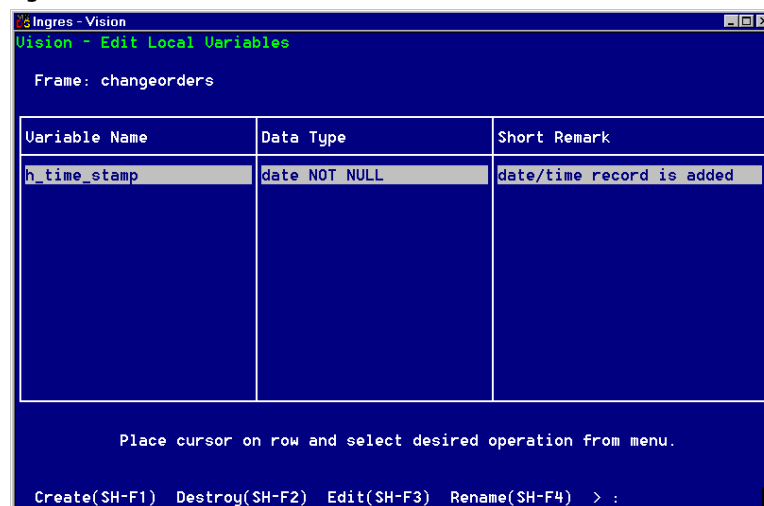 Ingres - Vision
Vision - Edit Local Variables
Frame: changeorders
Variable Name Data Type Short Remark
h_time_stamp date NOT NULL date/time record is added
Place cursor on row and select desired operation from menu.
Create(SH-F1) Destroy(SH-F2) Edit(SH-F3) Rename(SH-F4) > :